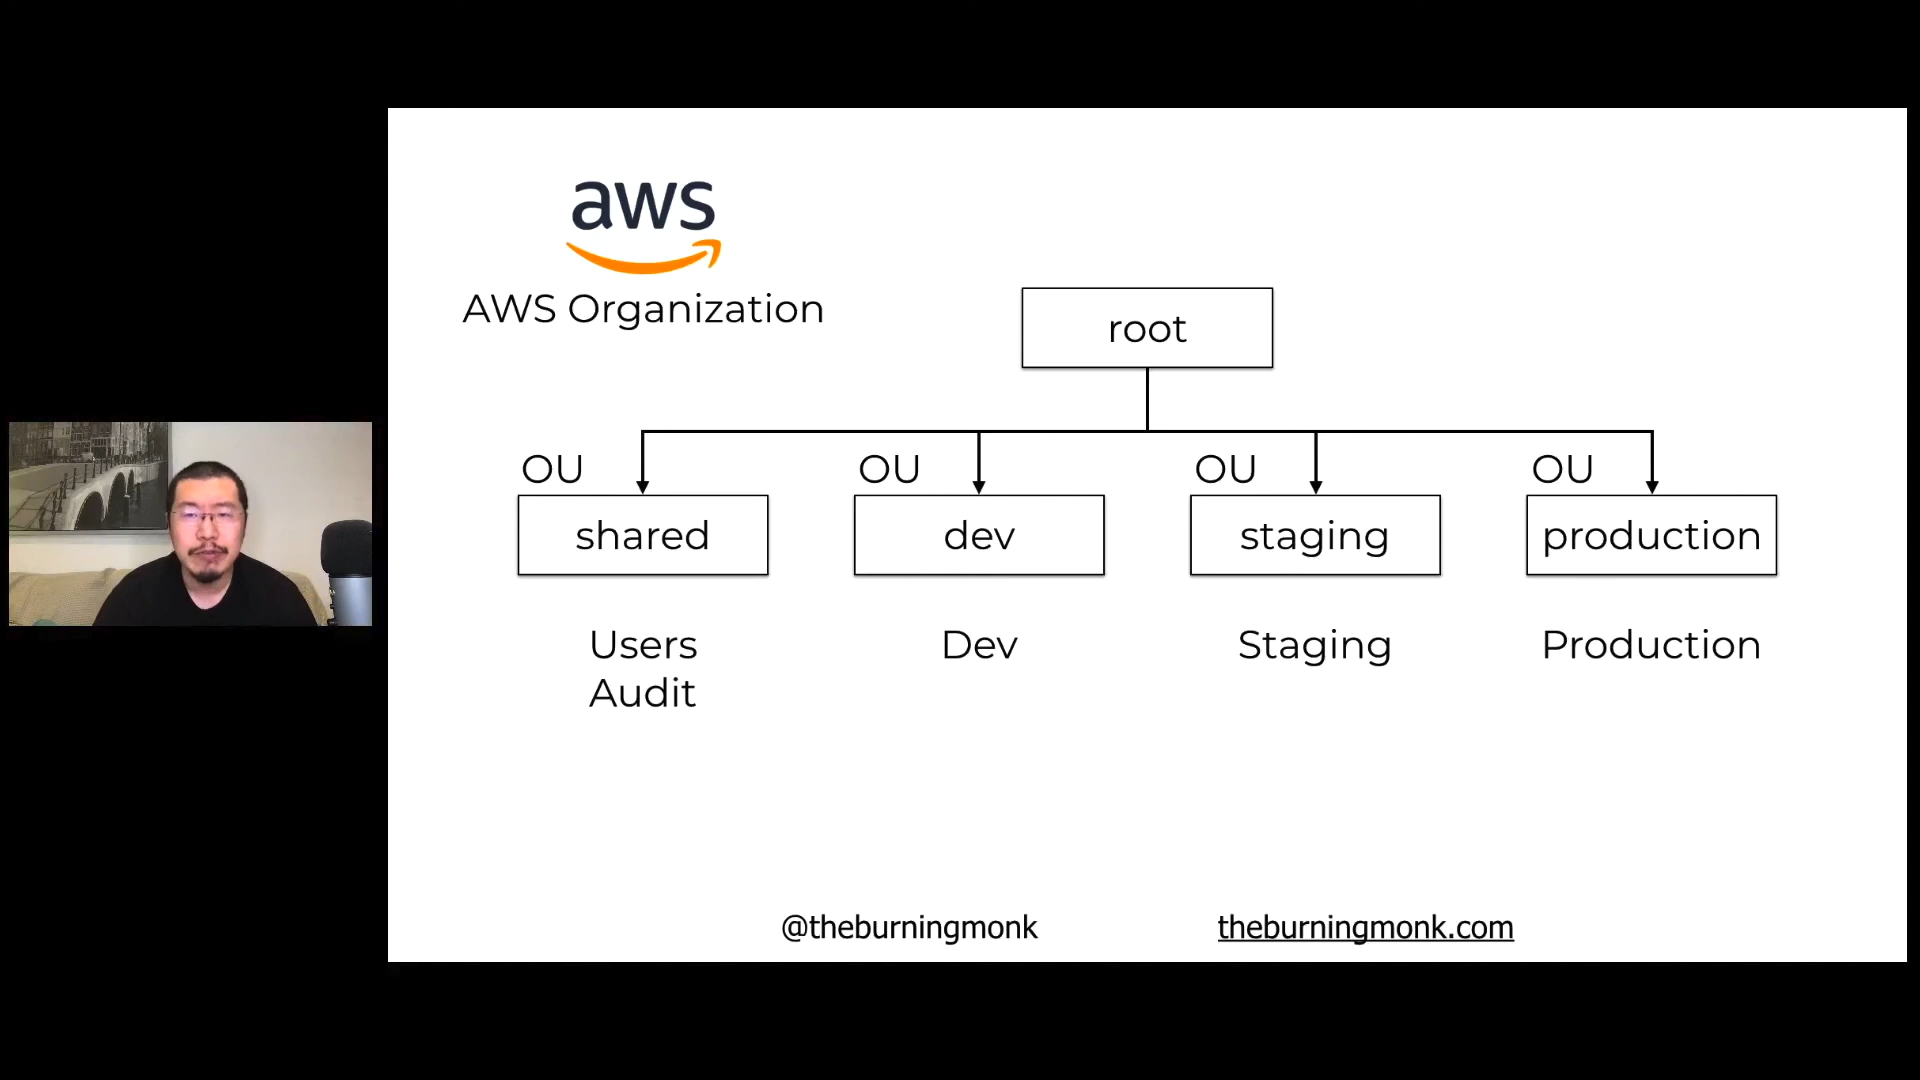 aws
AWS Organization
root
OU
OU
OU
OU
shared
dev
staging
production
Users
Dev
Staging
Production
Audit
@theburningmonk
theburningmonk.com